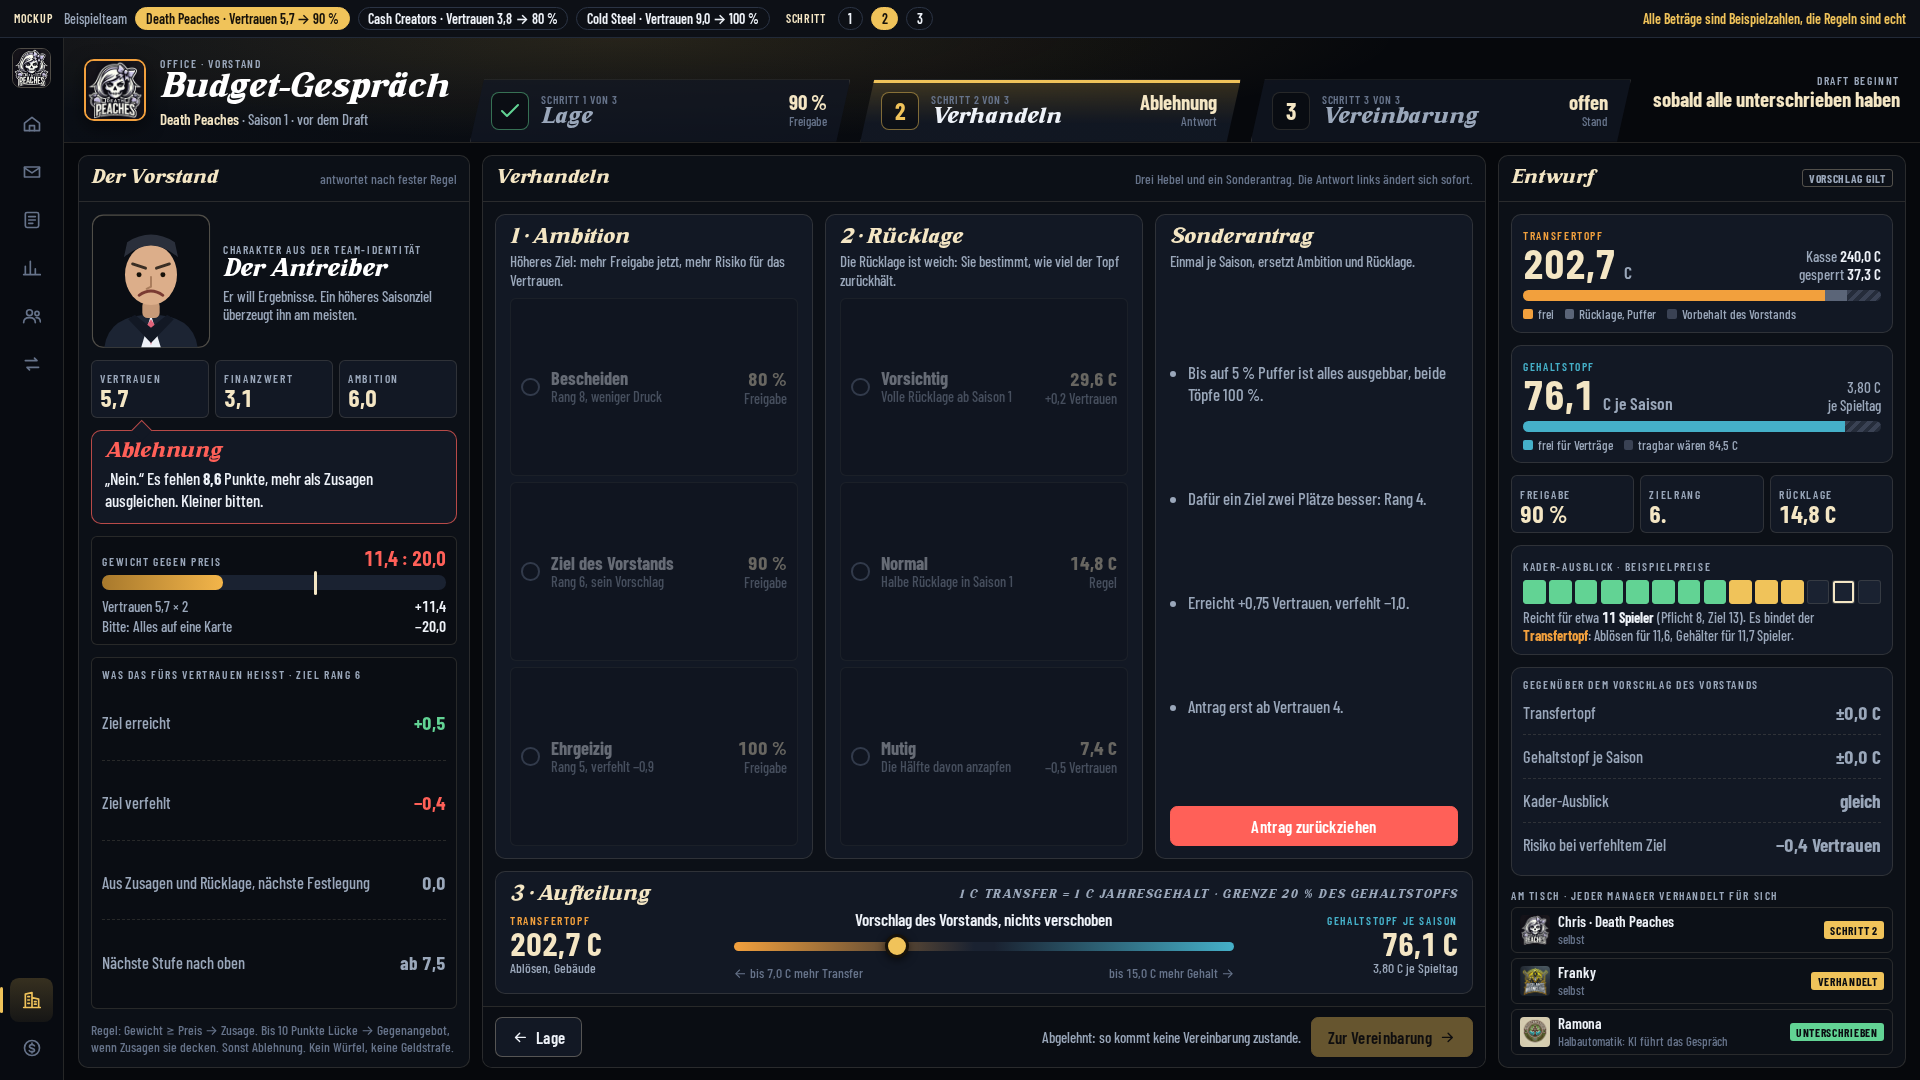 MOCKUP Beispielteam Death Peaches · Vertrauen 5,7 → 90 % Cash Creators · Vertrauen 3,8 → 80 % Cold Steel · Vertrauen 9,0 → 100 % SCHRITT 1 2 3 Alle Beträge sind Beispielzahlen, die Regeln sind echt
OFFICE · VORSTAND
Budget-Gespräch
Death Peaches · Saison 1 · vor dem Draft
SCHRITT 1 VON 3
Lage
90 %
Freigabe
2
SCHRITT 2 VON 3
Verhandeln
Ablehnung
Antwort
3
SCHRITT 3 VON 3
Vereinbarung
offen
Stand
DRAFT BEGINNT
sobald alle unterschrieben haben
Der Vorstand
antwortet nach fester Regel
CHARAKTER AUS DER TEAM-IDENTITÄT
Der Antreiber
Er will Ergebnisse. Ein höheres Saisonziel
überzeugt ihn am meisten.
VERTRAUEN
5,7
FINANZWERT
3,1
AMBITION
6,0
Ablehnung
„Nein.“ Es fehlen 8,6 Punkte, mehr als Zusagen
ausgleichen. Kleiner bitten.
GEWICHT GEGEN PREIS 11,4 : 20,0
Vertrauen 5,7 × 2 +11,4
Bitte: Alles auf eine Karte −20,0
WAS DAS FÜRS VERTRAUEN HEISST · ZIEL RANG 6
Ziel erreicht +0,5
Ziel verfehlt −0,4
Aus Zusagen und Rücklage, nächste Festlegung 0,0
Nächste Stufe nach oben ab 7,5
Regel: Gewicht ≥ Preis → Zusage. Bis 10 Punkte Lücke → Gegenangebot,
wenn Zusagen sie decken. Sonst Ablehnung. Kein Würfel, keine Geldstrafe.
Verhandeln
Drei Hebel und ein Sonderantrag. Die Antwort links ändert sich sofort.
1 · Ambition
Höheres Ziel: mehr Freigabe jetzt, mehr Risiko für das
Vertrauen.
Bescheiden 80 %
Rang 8, weniger Druck Freigabe
Ziel des Vorstands 90 %
Rang 6, sein Vorschlag Freigabe
Ehrgeizig 100 %
Rang 5, verfehlt −0,9 Freigabe
2 · Rücklage
Die Rücklage ist weich: Sie bestimmt, wie viel der Topf
zurückhält.
Vorsichtig 29,6 C
Volle Rücklage ab Saison 1 +0,2 Vertrauen
Normal 14,8 C
Halbe Rücklage in Saison 1 Regel
Mutig 7,4 C
Die Hälfte davon anzapfen −0,5 Vertrauen
Sonderantrag
Einmal je Saison, ersetzt Ambition und Rücklage.
• Bis auf 5 % Puffer ist alles ausgebbar, beide
Töpfe 100 %.
• Dafür ein Ziel zwei Plätze besser: Rang 4.
• Erreicht +0,75 Vertrauen, verfehlt −1,0.
• Antrag erst ab Vertrauen 4.
Antrag zurückziehen
3 · Aufteilung
1 C TRANSFER = 1 C JAHRESGEHALT · GRENZE 20 % DES GEHALTSTOPFS
TRANSFERTOPF
202,7 C
Ablösen, Gebäude
Vorschlag des Vorstands, nichts verschoben
← bis 7,0 C mehr Transfer bis 15,0 C mehr Gehalt →
GEHALTSTOPF JE SAISON
76,1 C
3,80 C je Spieltag
← Lage
Abgelehnt: so kommt keine Vereinbarung zustande.
Zur Vereinbarung →
Entwurf
VORSCHLAG GILT
TRANSFERTOPF
202,7 C
Kasse 240,0 C
gesperrt 37,3 C
frei Rücklage, Puffer Vorbehalt des Vorstands
GEHALTSTOPF
76,1 C je Saison
3,80 C
je Spieltag
frei für Verträge tragbar wären 84,5 C
FREIGABE
90 %
ZIELRANG
6.
RÜCKLAGE
14,8 C
KADER-AUSBLICK · BEISPIELPREISE
Reicht für etwa 11 Spieler (Pflicht 8, Ziel 13). Es bindet der
Transfertopf: Ablösen für 11,6, Gehälter für 11,7 Spieler.
GEGENÜBER DEM VORSCHLAG DES VORSTANDS
Transfertopf ±0,0 C
Gehaltstopf je Saison ±0,0 C
Kader-Ausblick gleich
Risiko bei verfehltem Ziel −0,4 Vertrauen
AM TISCH · JEDER MANAGER VERHANDELT FÜR SICH
Chris · Death Peaches
selbst
SCHRITT 2
Franky
selbst
VERHANDELT
Ramona
Halbautomatik: KI führt das Gespräch
UNTERSCHRIEBEN